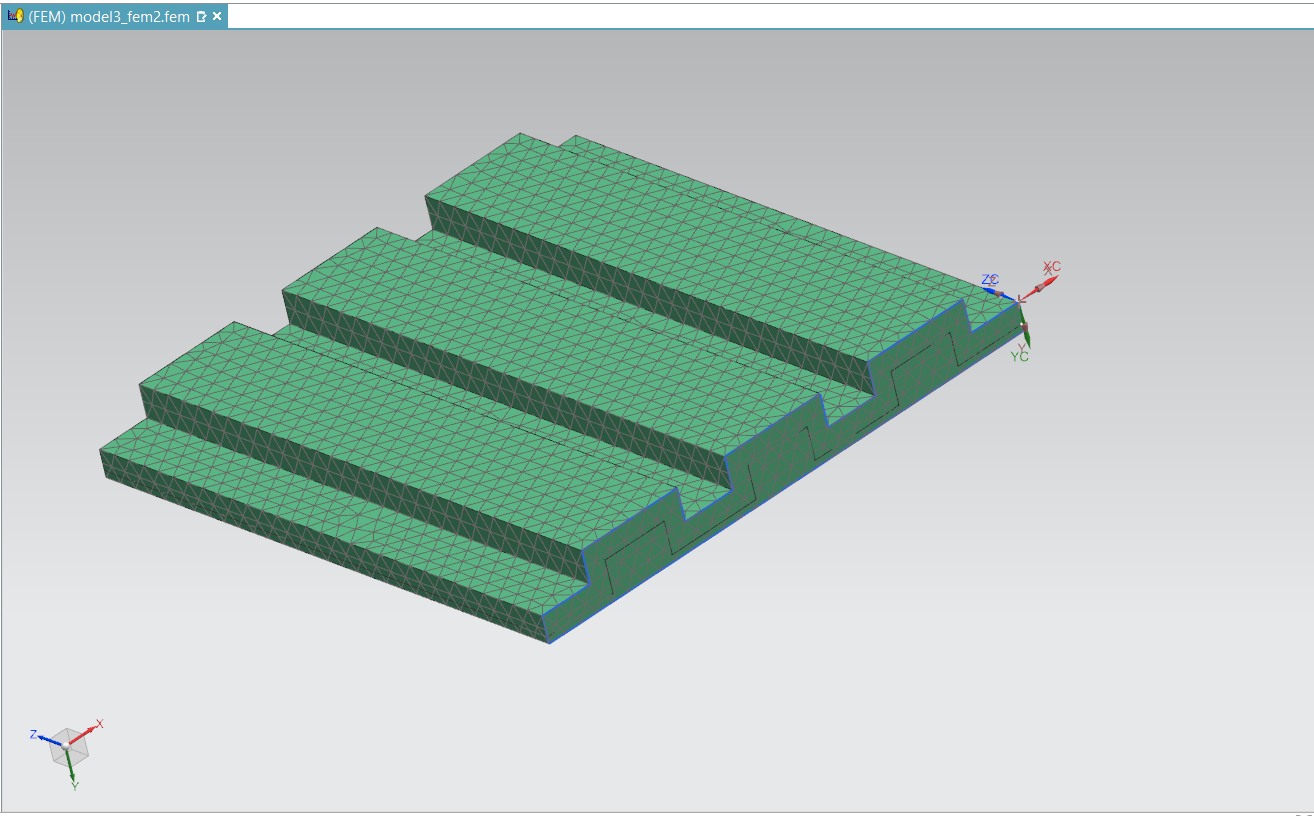 (FEM) model3_fem2.fem
XC
X
ZC
Z
Y
YC
X
Z
Y